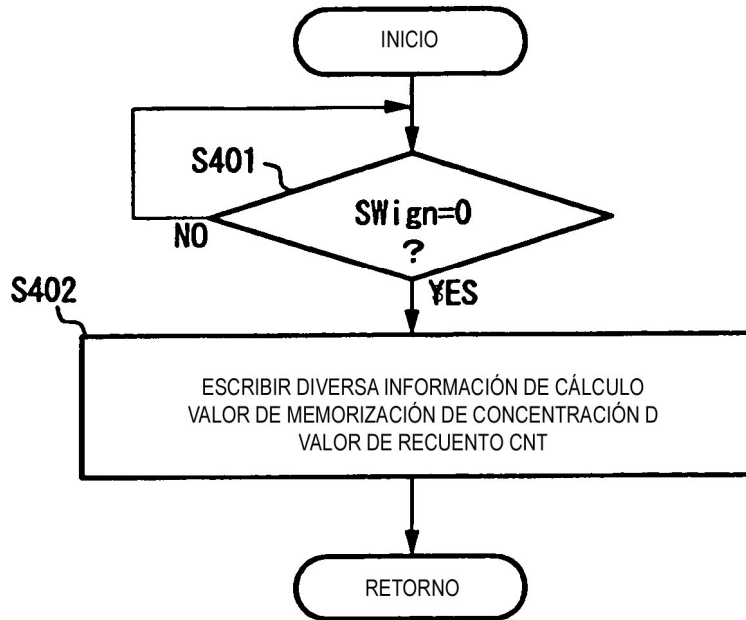 INICIO
S401
SWign=0
?
NO
YES
S402
ESCRIBIR DIVERSA INFORMACIÓN DE CÁLCULO
VALOR DE MEMORIZACIÓN DE CONCENTRACIÓN D
VALOR DE RECUENTO CNT
RETORNO